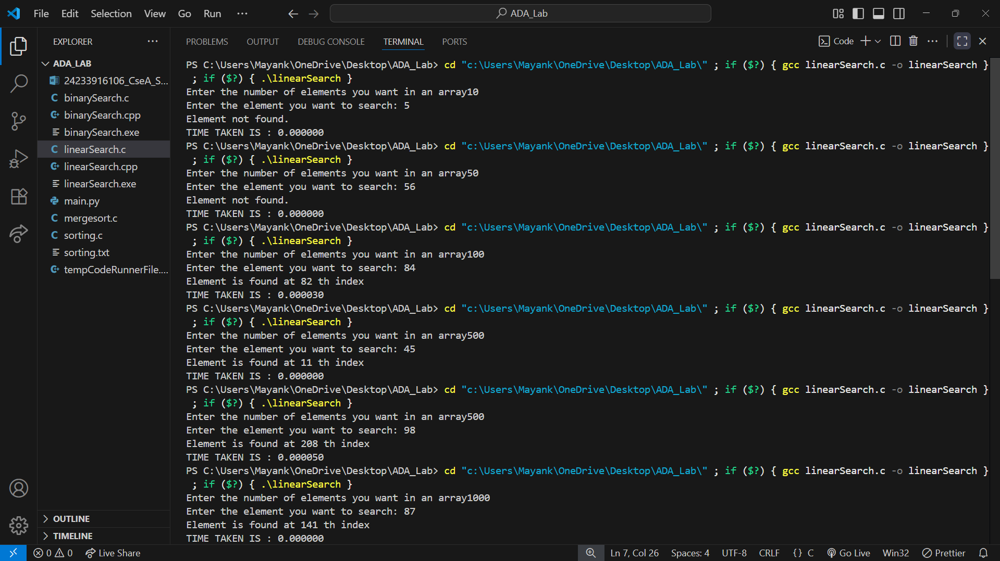 File Edit Selection View Go Run ··· ADA_Lab
EXPLORER ···
ADA_LAB
24233916106_CseA_S...
binarySearch.c
binarySearch.cpp
binarySearch.exe
linearSearch.c
linearSearch.cpp
linearSearch.exe
main.py
mergesort.c
sorting.c
sorting.txt
tempCodeRunnerFile....
OUTLINE
TIMELINE
PROBLEMS OUTPUT DEBUG CONSOLE TERMINAL PORTS Code ···
PS C:\Users\Mayank\OneDrive\Desktop\ADA_Lab> cd "c:\Users\Mayank\OneDrive\Desktop\ADA_Lab\" ; if ($?) { gcc linearSearch.c -o linearSearch }
; if ($?) { .\linearSearch }
Enter the number of elements you want in an array10
Enter the element you want to search: 5
Element not found.
TIME TAKEN IS : 0.000000
PS C:\Users\Mayank\OneDrive\Desktop\ADA_Lab> cd "c:\Users\Mayank\OneDrive\Desktop\ADA_Lab\" ; if ($?) { gcc linearSearch.c -o linearSearch }
; if ($?) { .\linearSearch }
Enter the number of elements you want in an array50
Enter the element you want to search: 56
Element not found.
TIME TAKEN IS : 0.000000
PS C:\Users\Mayank\OneDrive\Desktop\ADA_Lab> cd "c:\Users\Mayank\OneDrive\Desktop\ADA_Lab\" ; if ($?) { gcc linearSearch.c -o linearSearch }
; if ($?) { .\linearSearch }
Enter the number of elements you want in an array100
Enter the element you want to search: 84
Element is found at 82 th index
TIME TAKEN IS : 0.000030
PS C:\Users\Mayank\OneDrive\Desktop\ADA_Lab> cd "c:\Users\Mayank\OneDrive\Desktop\ADA_Lab\" ; if ($?) { gcc linearSearch.c -o linearSearch }
; if ($?) { .\linearSearch }
Enter the number of elements you want in an array500
Enter the element you want to search: 45
Element is found at 11 th index
TIME TAKEN IS : 0.000000
PS C:\Users\Mayank\OneDrive\Desktop\ADA_Lab> cd "c:\Users\Mayank\OneDrive\Desktop\ADA_Lab\" ; if ($?) { gcc linearSearch.c -o linearSearch }
; if ($?) { .\linearSearch }
Enter the number of elements you want in an array500
Enter the element you want to search: 98
Element is found at 208 th index
TIME TAKEN IS : 0.000050
PS C:\Users\Mayank\OneDrive\Desktop\ADA_Lab> cd "c:\Users\Mayank\OneDrive\Desktop\ADA_Lab\" ; if ($?) { gcc linearSearch.c -o linearSearch }
; if ($?) { .\linearSearch }
Enter the number of elements you want in an array1000
Enter the element you want to search: 87
Element is found at 141 th index
TIME TAKEN IS : 0.000000
0 0 Live Share Ln 7, Col 26 Spaces: 4 UTF-8 CRLF {} C Go Live Win32 Prettier